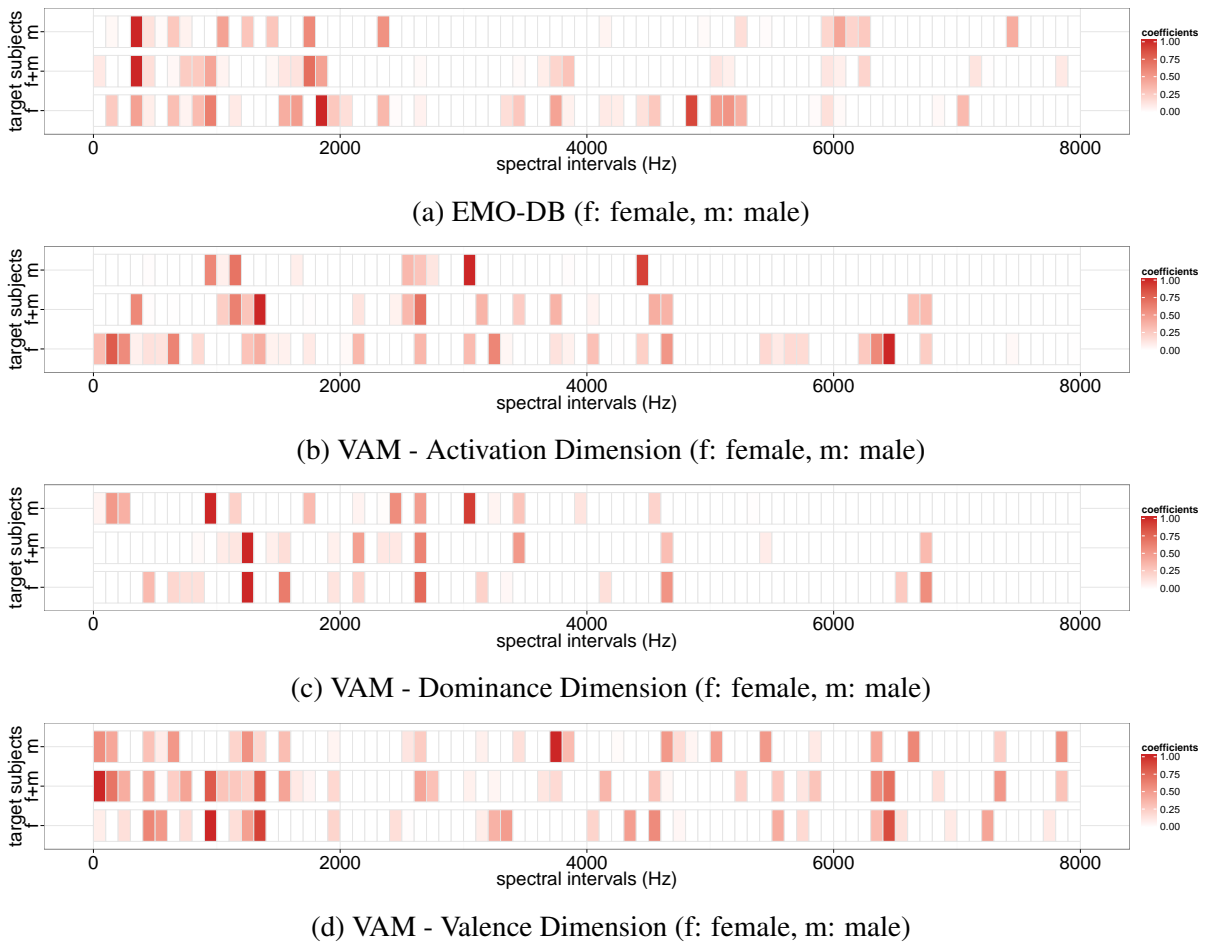 target subjects
m
f+m
f
0
2000
4000
6000
8000
spectral intervals (Hz)
coefficients
1.00
0.75
0.50
0.25
0.00
(a) EMO-DB (f: female, m: male)
target subjects
m
f+m
f
0
2000
4000
6000
8000
spectral intervals (Hz)
coefficients
1.00
0.75
0.50
0.25
0.00
(b) VAM - Activation Dimension (f: female, m: male)
target subjects
m
f+m
f
0
2000
4000
6000
8000
spectral intervals (Hz)
coefficients
1.00
0.75
0.50
0.25
0.00
(c) VAM - Dominance Dimension (f: female, m: male)
target subjects
m
f+m
f
0
2000
4000
6000
8000
spectral intervals (Hz)
coefficients
1.00
0.75
0.50
0.25
0.00
(d) VAM - Valence Dimension (f: female, m: male)